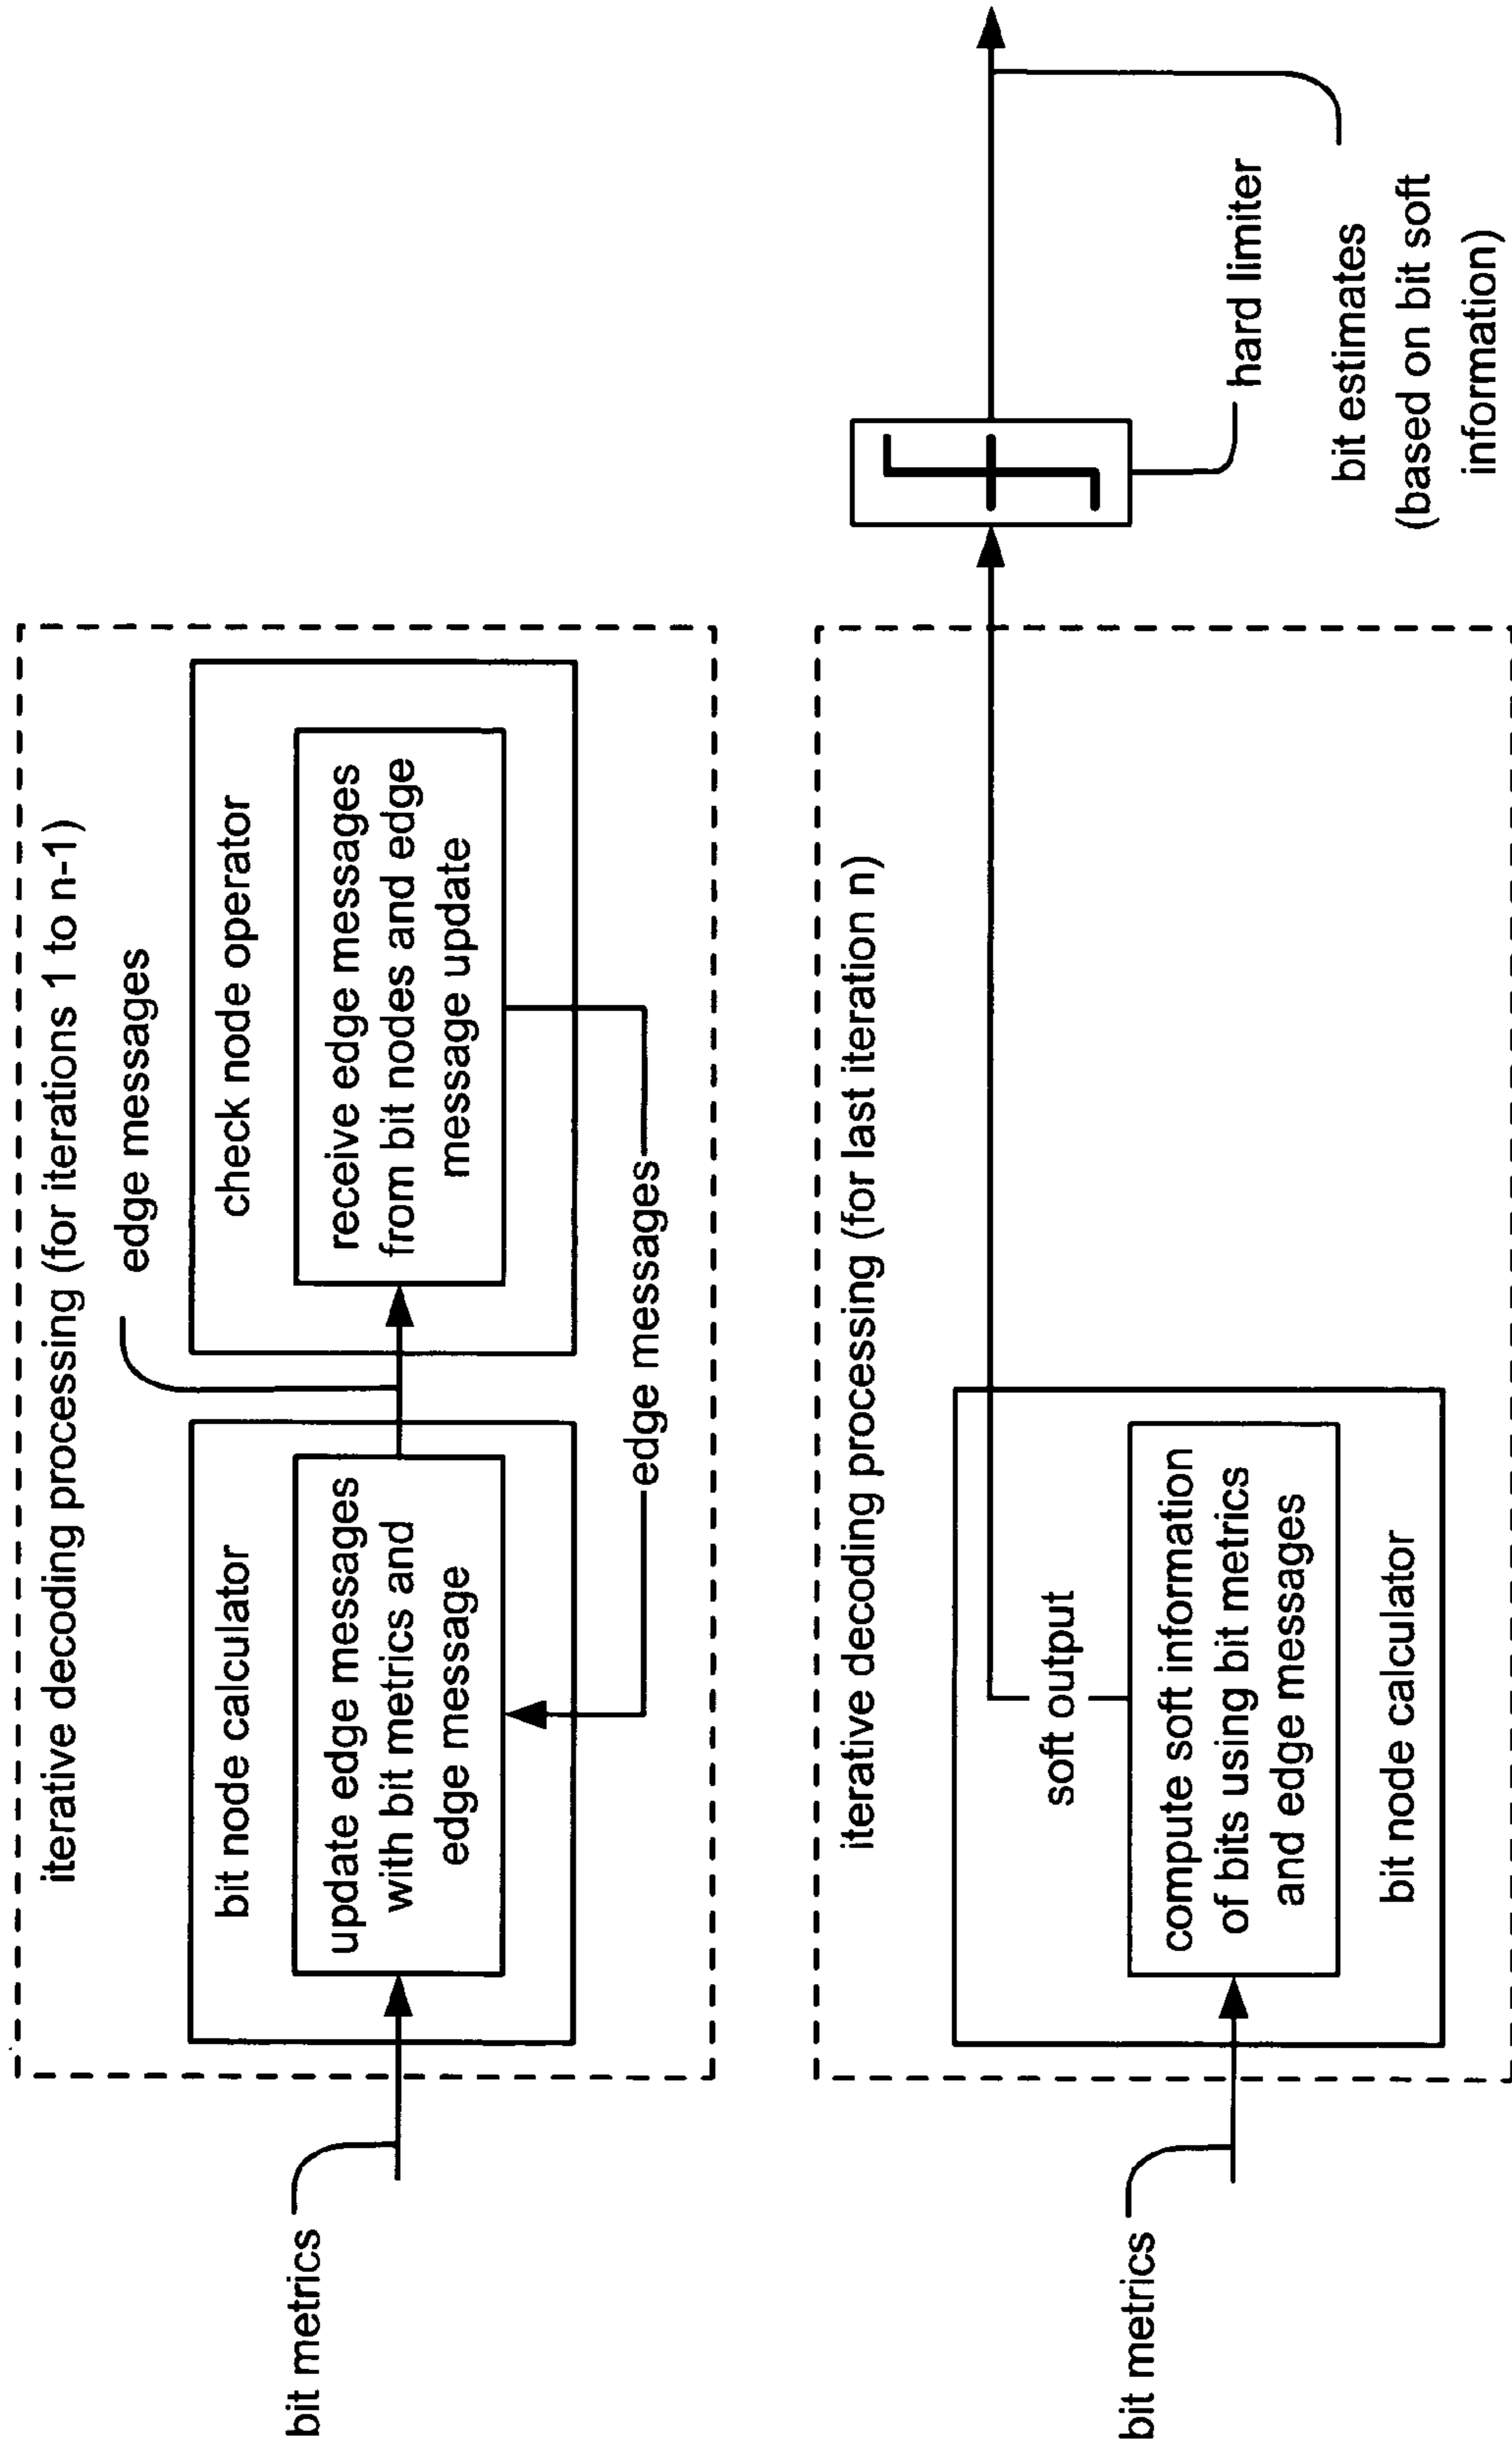 iterative decoding processing (for iterations 1 to n-1)
edge messages
bit metrics
bit node calculator
update edge messages
with bit metrics and
edge message
check node operator
receive edge messages
from bit nodes and edge
message update
edge messages
iterative decoding processing (for last iteration n)
bit metrics
soft output
compute soft information
of bits using bit metrics
and edge messages
bit node calculator
hard limiter
bit estimates
(based on bit soft
information)